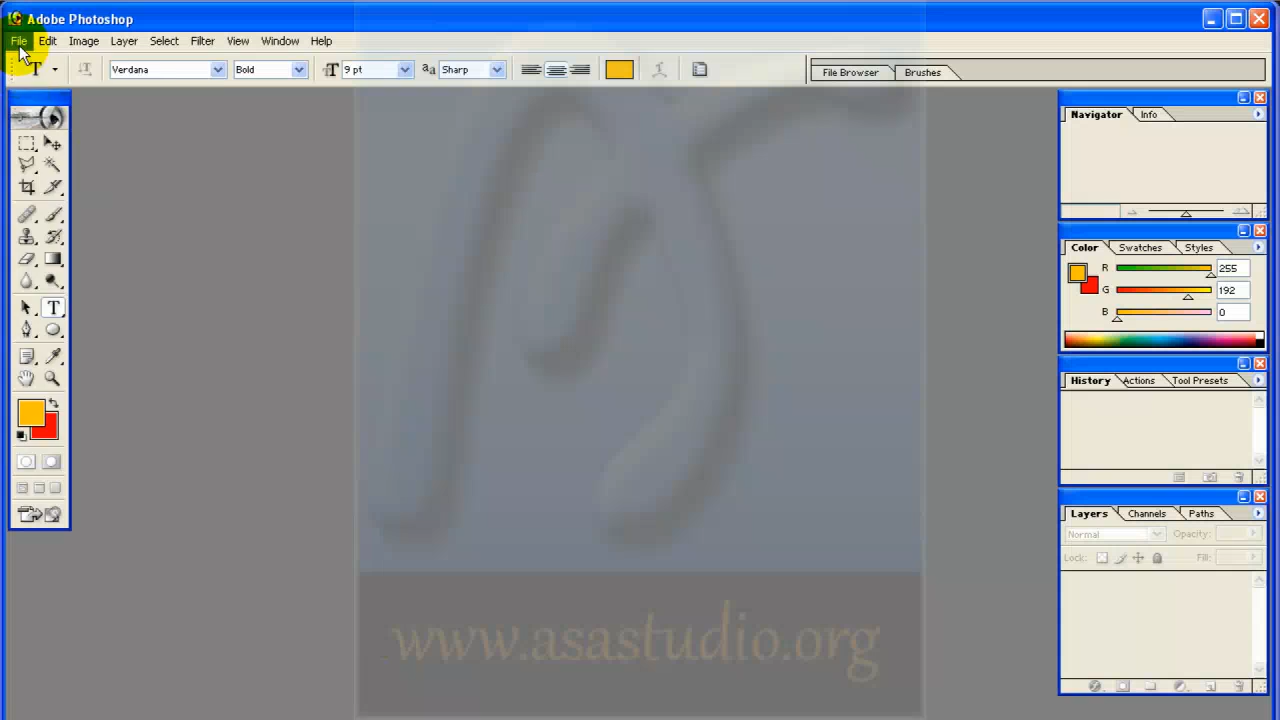 Adobe Photoshop
File Edit Image Layer Select Filter View Window Help
T Verdana Bold 9 pt aa Sharp File Browser Brushes
Navigator Info
Color Swatches Styles
R 255
G 192
B 0
History Actions Tool Presets
Layers Channels Paths
Normal Opacity:
Lock: Fill:
www.asastudio.org